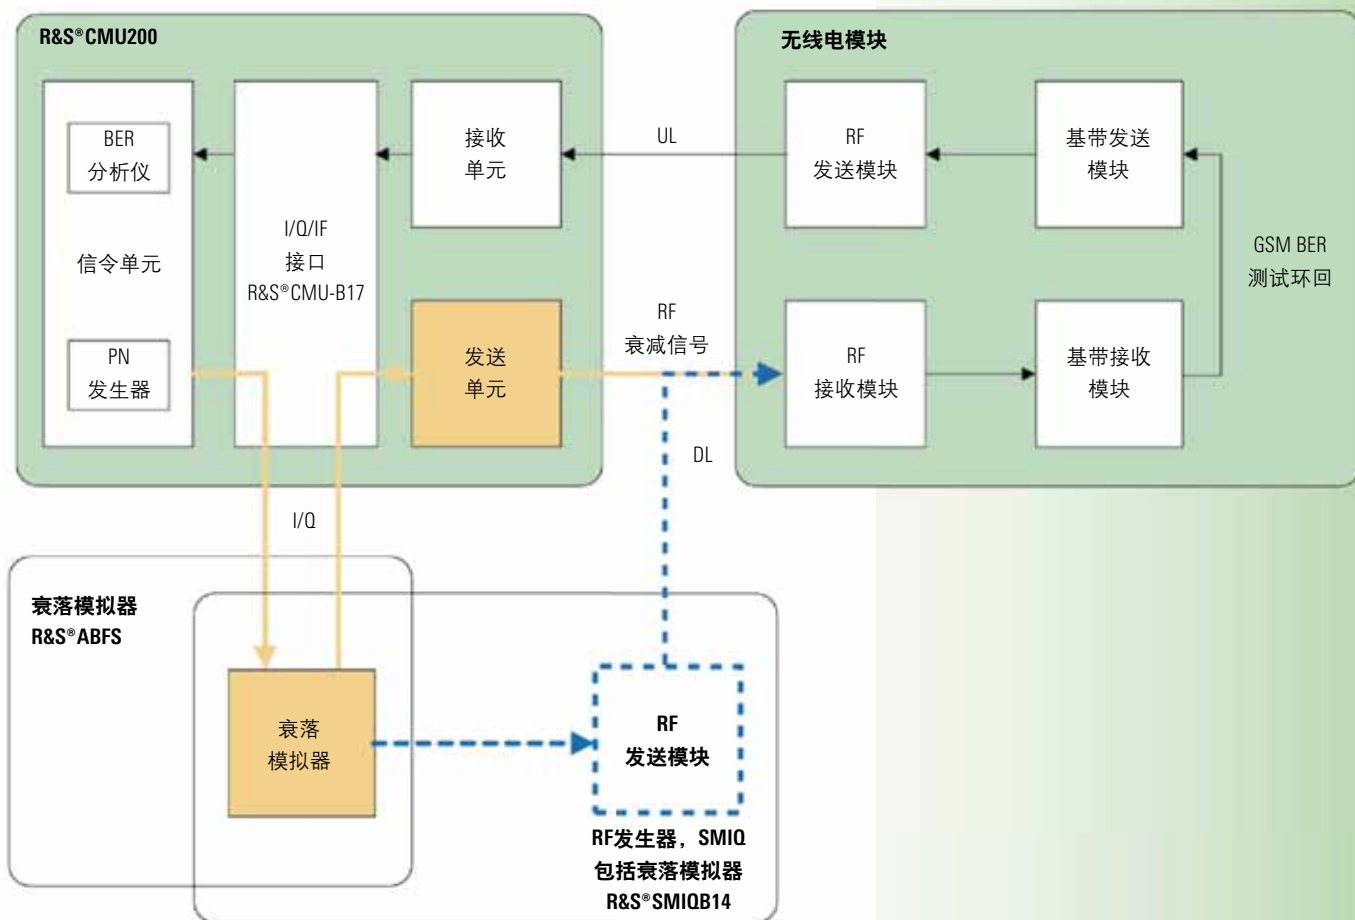 R&S®CMU200
BER
分析仪
信令单元
PN
发生器
I/Q/IF
接口
R&S®CMU-B17
接收
单元
发送
单元
UL
RF
衰减信号
DL
I/Q
无线电模块
RF
发送模块
基带发送
模块
RF
接收模块
基带接收
模块
GSM BER
测试环回
衰落模拟器
R&S®ABFS
衰落
模拟器
RF
发送模块
RF发生器，SMIQ
包括衰落模拟器
R&S®SMIQB14